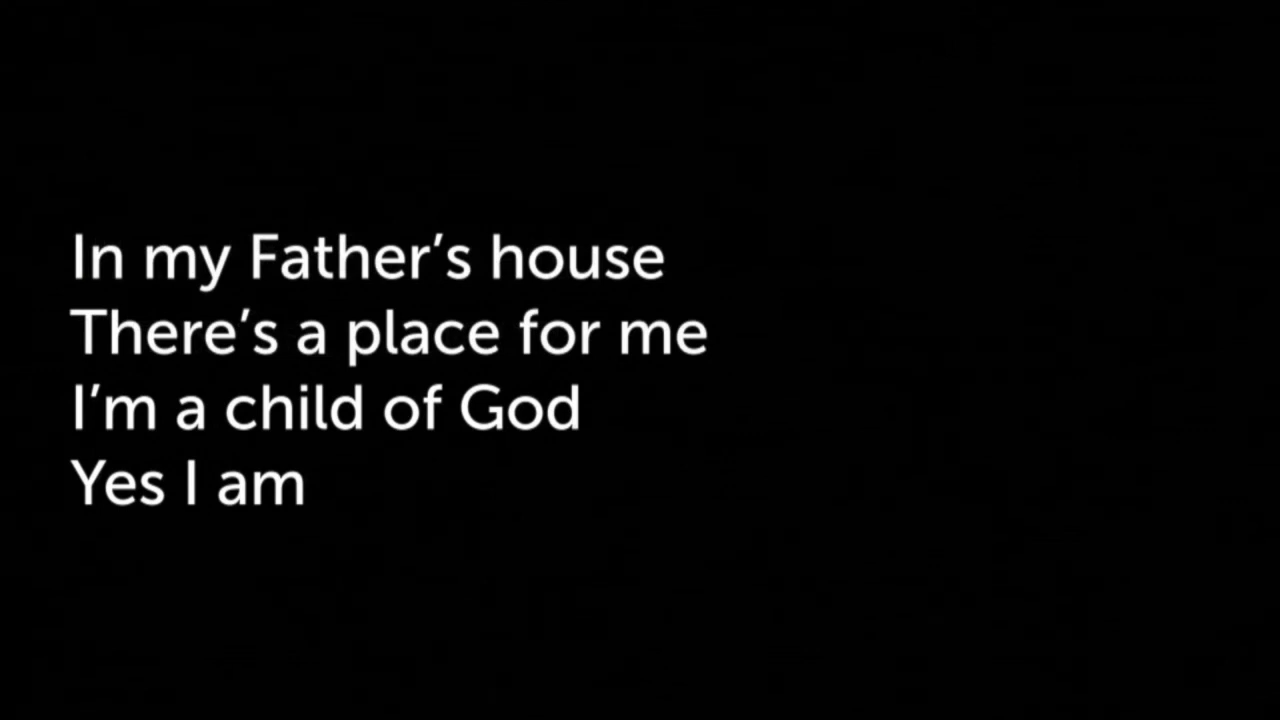 In my Father’s house
There’s a place for me
I’m a child of God
Yes I am